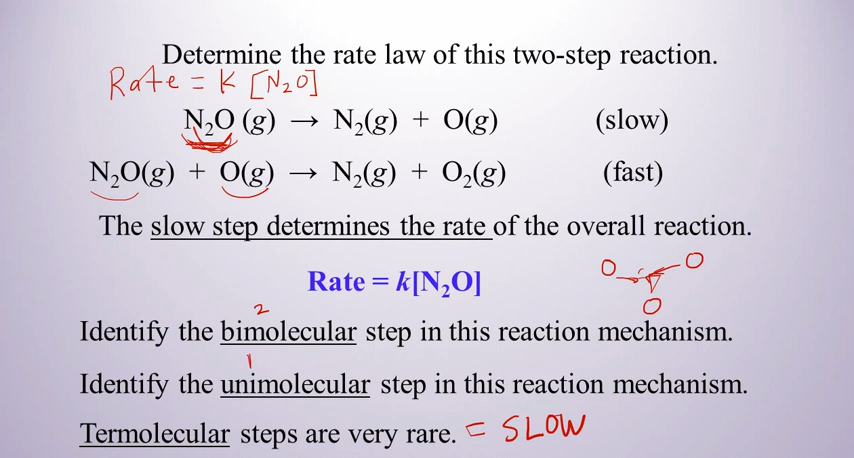 Determine the rate law of this two-step reaction.
Rate = K [N₂O]
N₂O (g) → N₂(g) + O(g) (slow)
N₂O(g) + O(g) → N₂(g) + O₂(g) (fast)
The slow step determines the rate of the overall reaction.
Rate = k[N₂O]
O O
O
2
Identify the bimolecular step in this reaction mechanism.
1
Identify the unimolecular step in this reaction mechanism.
Termolecular steps are very rare. = SLOW